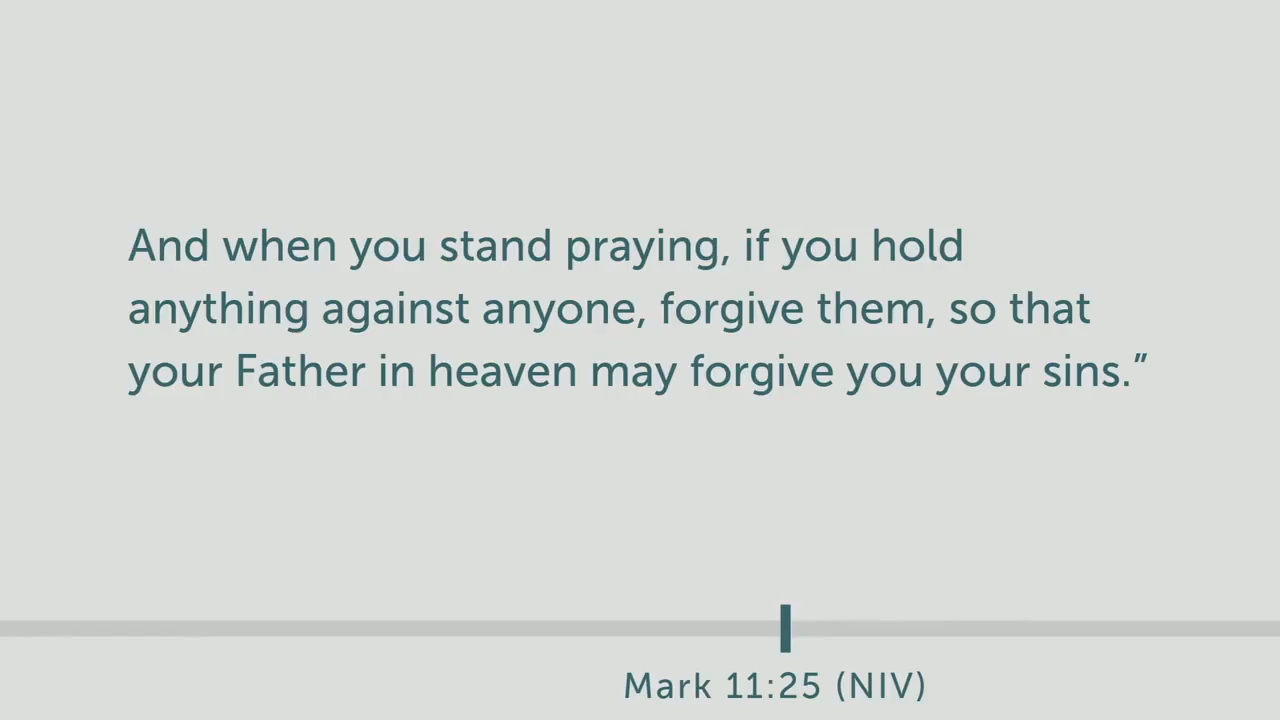 And when you stand praying, if you hold
anything against anyone, forgive them, so that
your Father in heaven may forgive you your sins.”
Mark 11:25 (NIV)